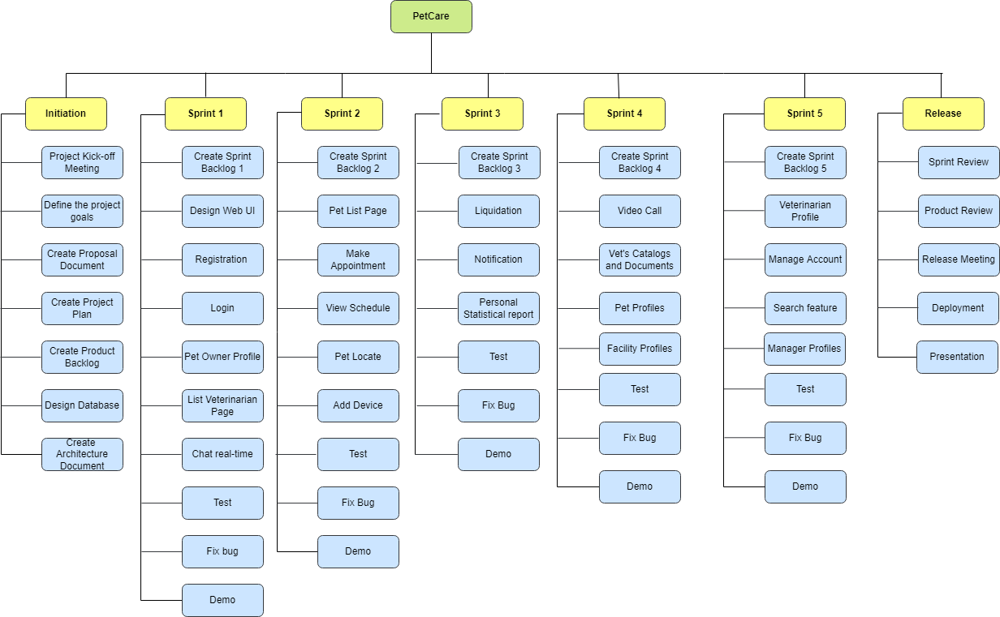 PetCare
Initiation
Project Kick-off
Meeting
Define the project
goals
Create Proposal
Document
Create Project
Plan
Create Product
Backlog
Design Database
Create
Architecture
Document
Sprint 1
Create Sprint
Backlog 1
Design Web UI
Registration
Login
Pet Owner Profile
List Veterinarian
Page
Chat real-time
Test
Fix bug
Demo
Sprint 2
Create Sprint
Backlog 2
Pet List Page
Make
Appointment
View Schedule
Pet Locate
Add Device
Test
Fix Bug
Demo
Sprint 3
Create Sprint
Backlog 3
Liquidation
Notification
Personal
Statistical report
Test
Fix Bug
Demo
Sprint 4
Create Sprint
Backlog 4
Video Call
Vet's Catalogs
and Documents
Pet Profiles
Facility Profiles
Test
Fix Bug
Demo
Sprint 5
Create Sprint
Backlog 5
Veterinarian
Profile
Manage Account
Search feature
Manager Profiles
Test
Fix Bug
Demo
Release
Sprint Review
Product Review
Release Meeting
Deployment
Presentation